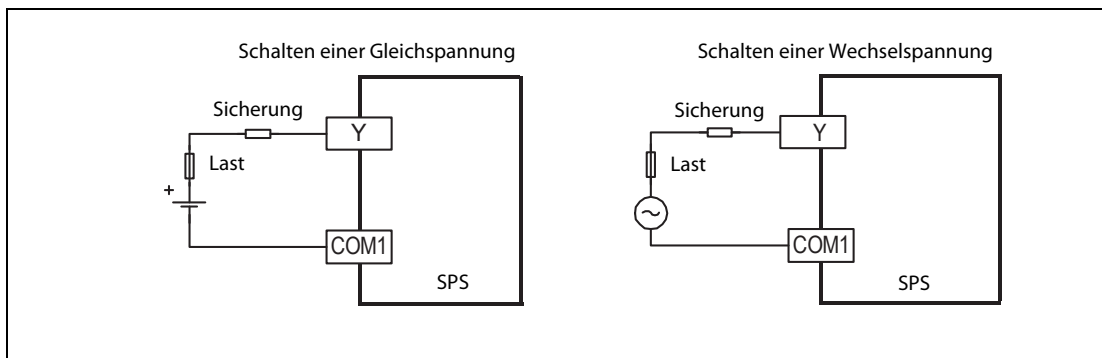 Schalten einer Gleichspannung
Sicherung
Y
Last
+
COM1
SPS
Schalten einer Wechselspannung
Sicherung
Y
Last
COM1
SPS